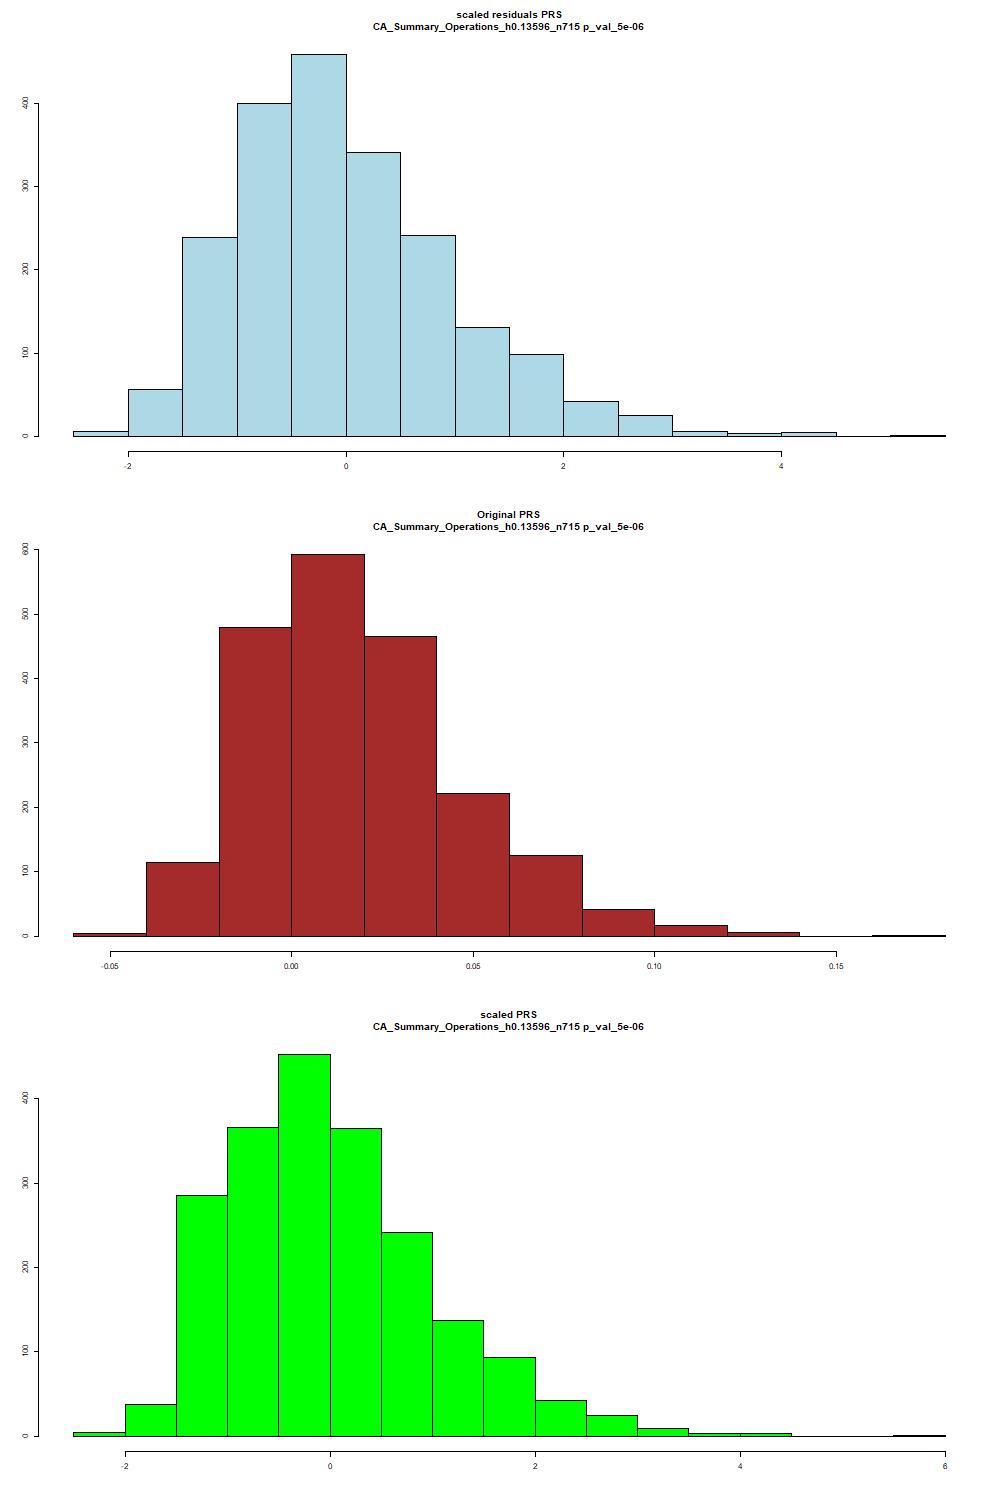 scaled residuals PRS
CA_Summary_Operations_h0.13596_n715 p_val_5e-06
400
300
200
100
0
-2 0 2 4
Original PRS
CA_Summary_Operations_h0.13596_n715 p_val_5e-06
600
500
400
300
200
100
0
-0.05 0.00 0.05 0.10 0.15
scaled PRS
CA_Summary_Operations_h0.13596_n715 p_val_5e-06
400
300
200
100
0
-2 0 2 4 6